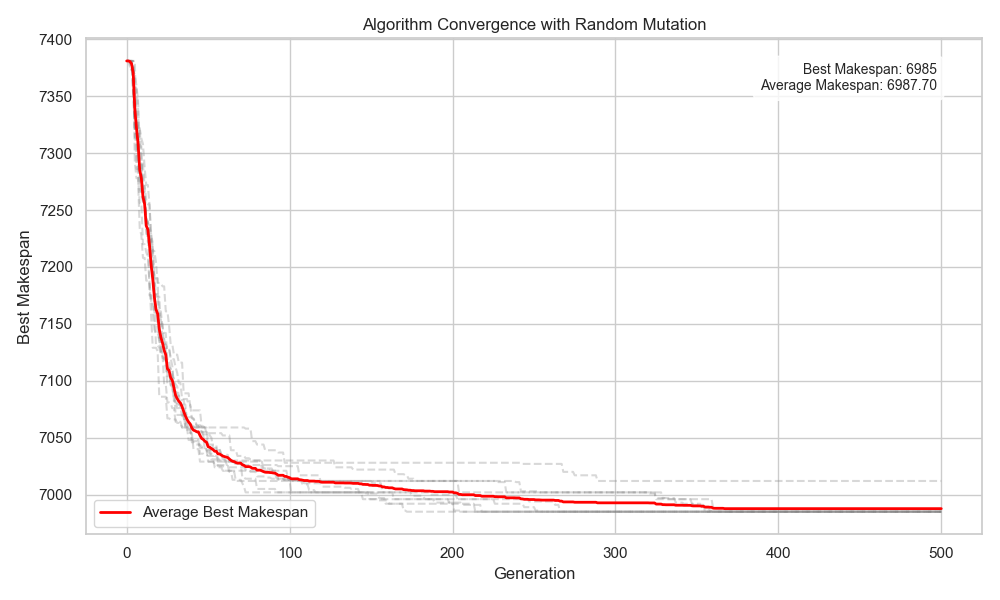 Algorithm Convergence with Random Mutation
7400
7350
7300
7250
7200
7150
7100
7050
7000
Best Makespan
Best Makespan: 6985
Average Makespan: 6987.70
Average Best Makespan
0
100
200
300
400
500
Generation